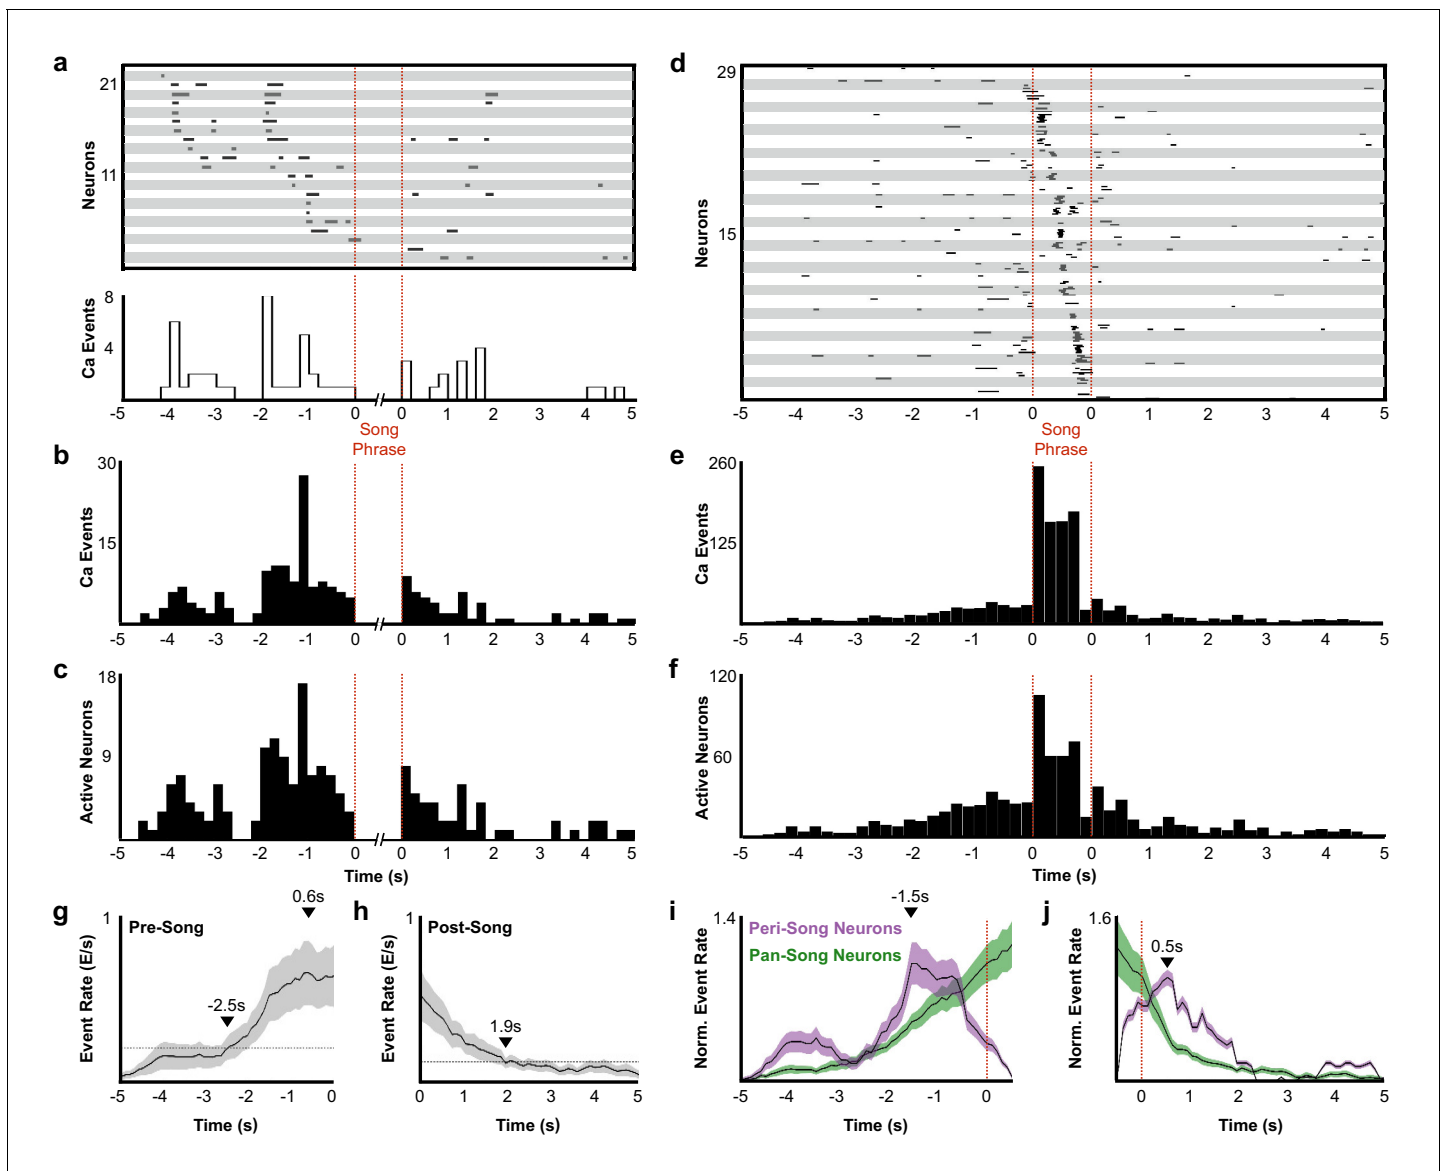 a
21
11
Neurons
8
4
Ca Events
-5 -4 -3 -2 -1 0 0 1 2 3 4 5
Song
Phrase
b
30
15
Ca Events
-5 -4 -3 -2 -1 0 0 1 2 3 4 5
c
18
9
Active Neurons
-5 -4 -3 -2 -1 0 0 1 2 3 4 5
Time (s)
d
29
15
Neurons
-5 -4 -3 -2 -1 0 0 1 2 3 4 5
Song
Phrase
e
260
125
Ca Events
-5 -4 -3 -2 -1 0 0 1 2 3 4 5
f
120
60
Active Neurons
-5 -4 -3 -2 -1 0 0 1 2 3 4 5
Time (s)
g
1
Pre-Song
0.6s
-2.5s
Event Rate (E/s)
-5 -4 -3 -2 -1 0
Time (s)
h
1
Post-Song
1.9s
Event Rate (E/s)
0 1 2 3 4 5
Time (s)
i
1.4
-1.5s
Peri-Song Neurons
Pan-Song Neurons
Norm. Event Rate
-5 -4 -3 -2 -1 0
Time (s)
j
1.6
0.5s
Norm. Event Rate
0 1 2 3 4 5
Time (s)